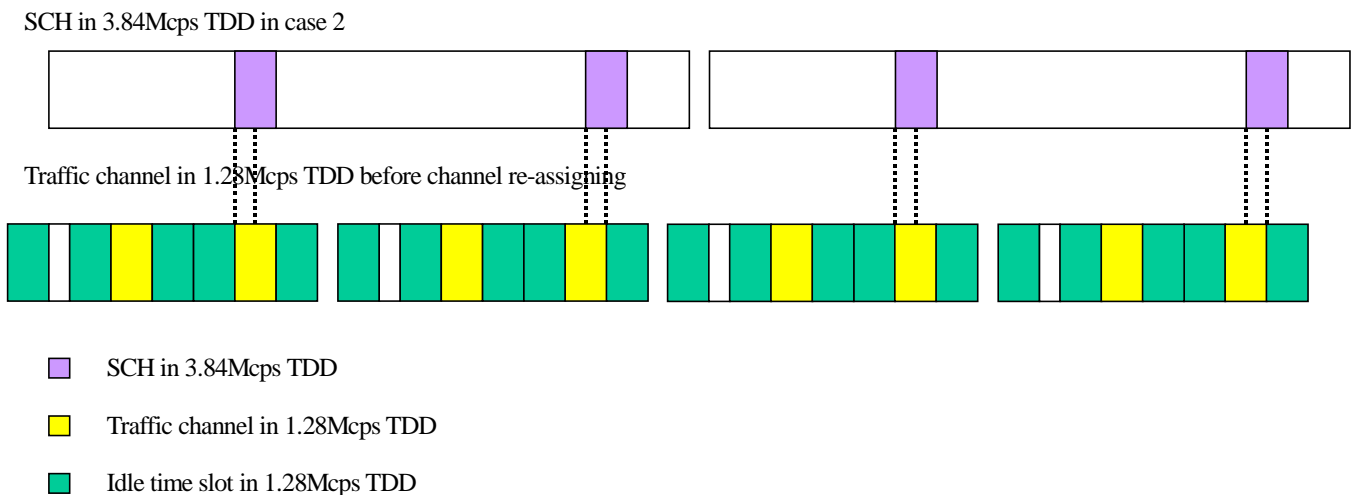 SCH in 3.84Mcps TDD in case 2
Traffic channel in 1.28Mcps TDD before channel re-assigning
SCH in 3.84Mcps TDD
Traffic channel in 1.28Mcps TDD
Idle time slot in 1.28Mcps TDD